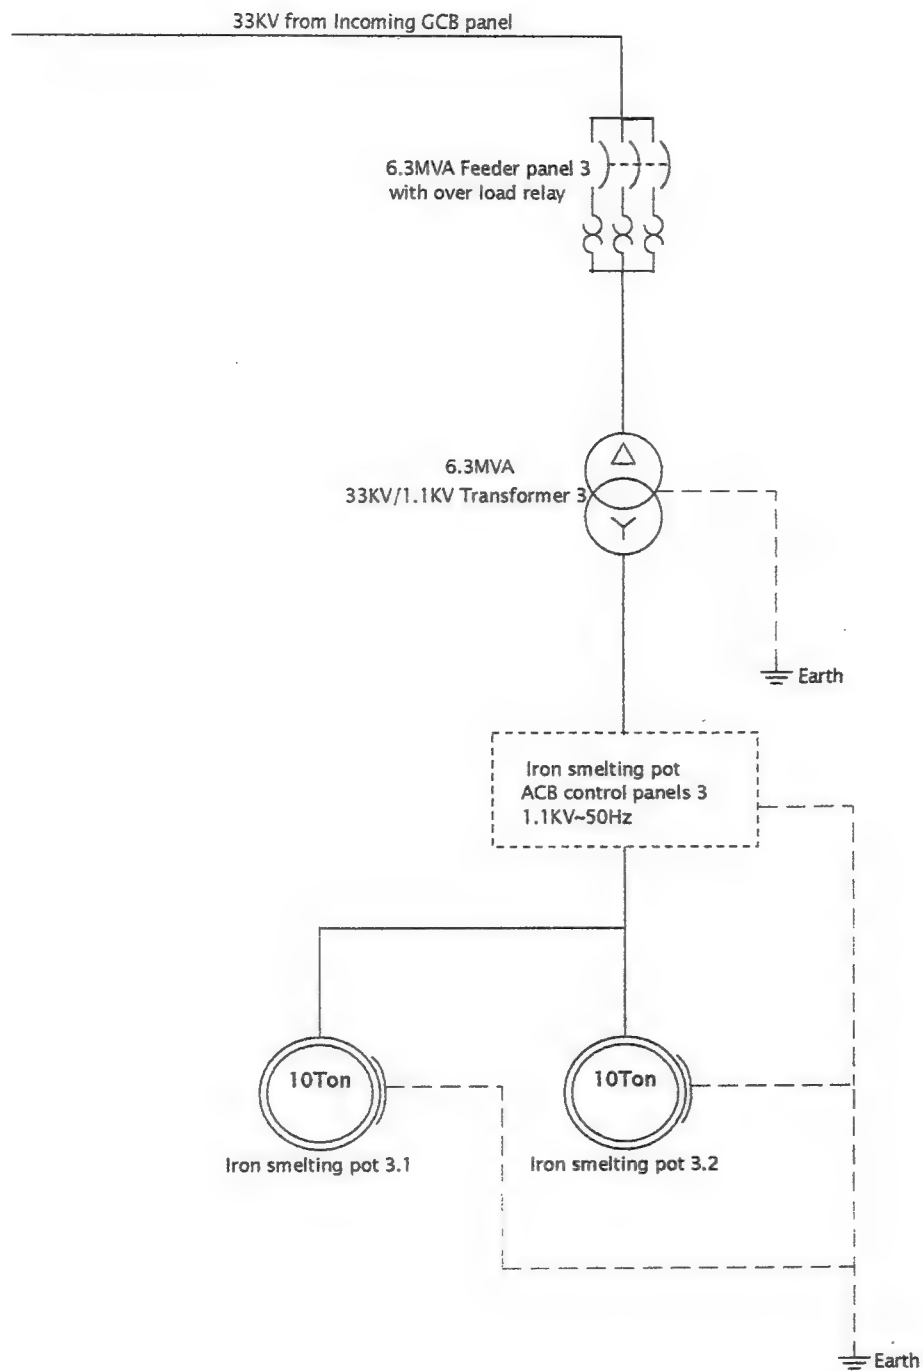 33KV from Incoming GCB panel
6.3MVA Feeder panel 3
with over load relay
6.3MVA
33KV/1.1KV Transformer 3
Earth
Iron smelting pot
ACB control panels 3
1.1KV~50Hz
10Ton
10Ton
Iron smelting pot 3.1
Iron smelting pot 3.2
Earth